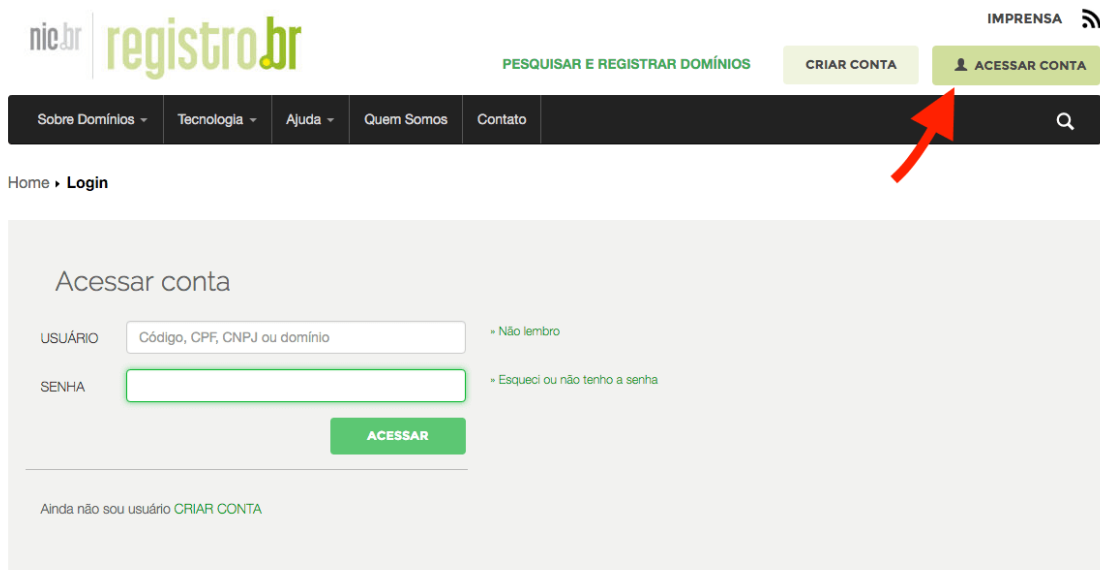 IMPRENSA
nic.br registro.br
PESQUISAR E REGISTRAR DOMÍNIOS CRIAR CONTA ACESSAR CONTA
Sobre Domínios Tecnologia Ajuda Quem Somos Contato
Home Login
Acessar conta
USUÁRIO Código, CPF, CNPJ ou domínio » Não lembro
SENHA » Esqueci ou não tenho a senha
ACESSAR
Ainda não sou usuário CRIAR CONTA